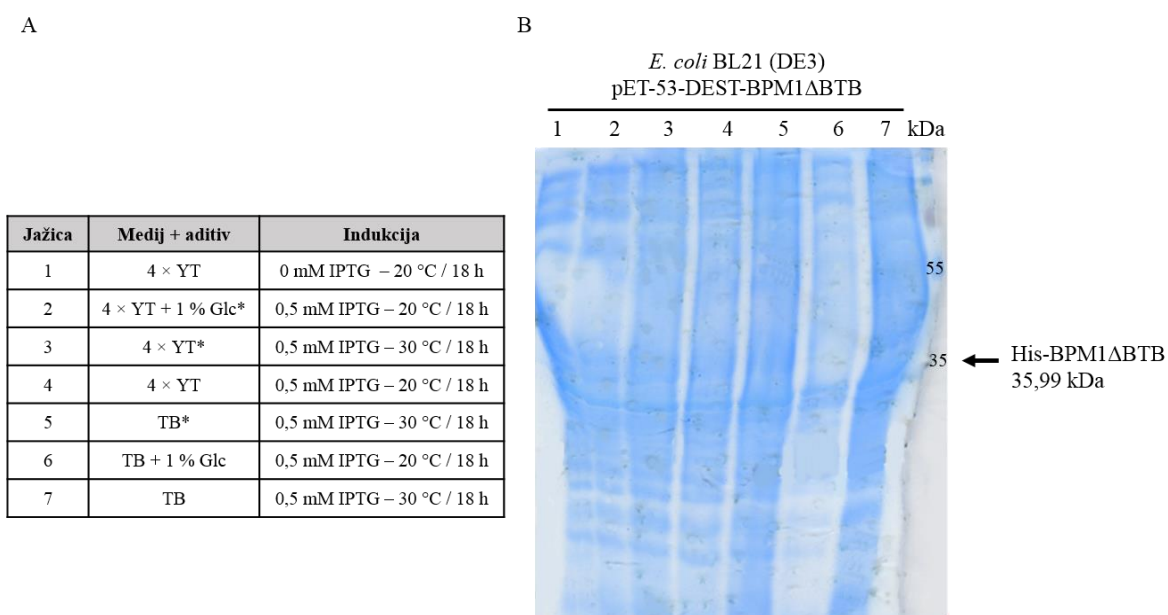 A
B
E. coli BL21 (DE3)
pET-53-DEST-BPM1ΔBTB
1 2 3 4 5 6 7 kDa
Jažica Medij + aditiv Indukcija
1 4 × YT 0 mM IPTG – 20 °C / 18 h
2 4 × YT + 1 % Glc* 0,5 mM IPTG – 20 °C / 18 h
3 4 × YT* 0,5 mM IPTG – 30 °C / 18 h
4 4 × YT 0,5 mM IPTG – 20 °C / 18 h
5 TB* 0,5 mM IPTG – 30 °C / 18 h
6 TB + 1 % Glc 0,5 mM IPTG – 20 °C / 18 h
7 TB 0,5 mM IPTG – 30 °C / 18 h
55
35
His-BPM1ΔBTB
35,99 kDa